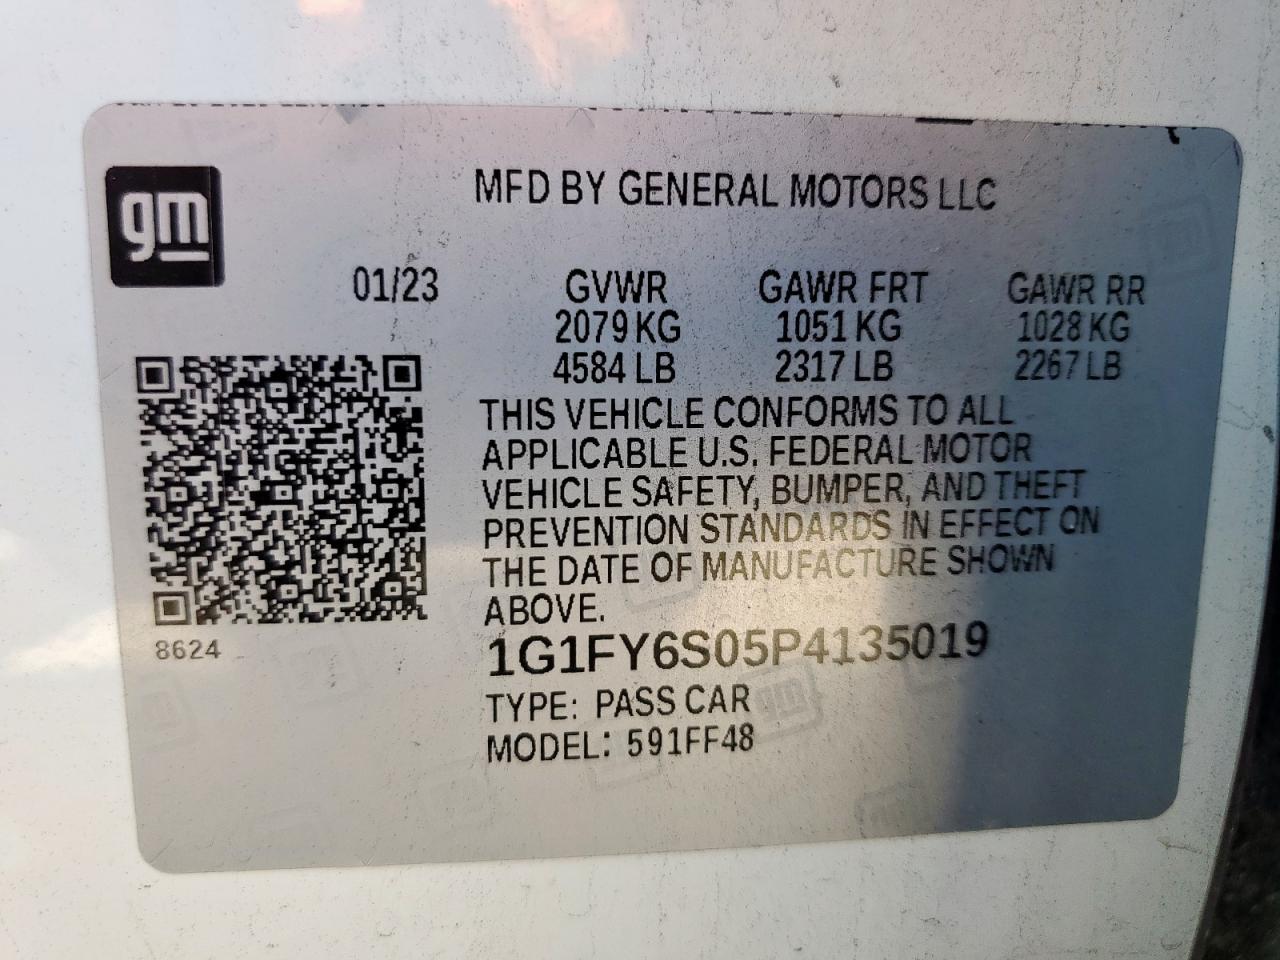 gm
MFD BY GENERAL MOTORS LLC
01/23
GVWR GAWR FRT GAWR RR
2079 KG 1051 KG 1028 KG
4584 LB 2317 LB 2267 LB
THIS VEHICLE CONFORMS TO ALL
APPLICABLE U.S. FEDERAL MOTOR
VEHICLE SAFETY, BUMPER, AND THEFT
PREVENTION STANDARDS IN EFFECT ON
THE DATE OF MANUFACTURE SHOWN
ABOVE.
8624
1G1FY6S05P4135019
TYPE: PASS CAR
MODEL: 591FF48